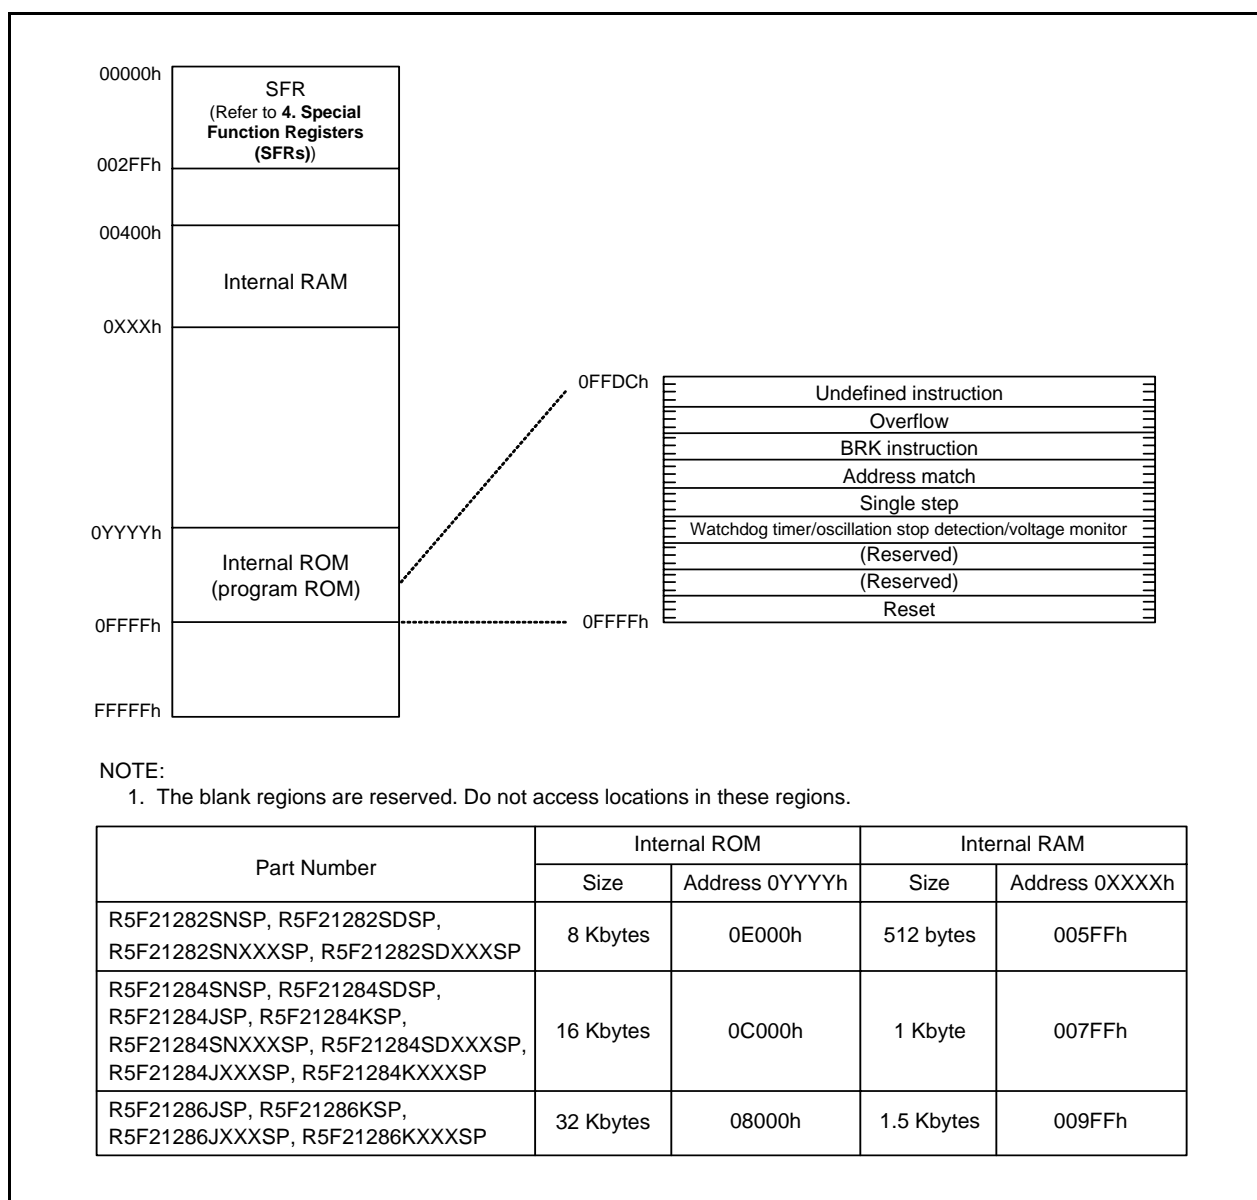 00000h
SFR
(Refer to 4. Special
Function Registers
(SFRs))
002FFh
00400h
Internal RAM
0XXXh
0YYYYh
Internal ROM
(program ROM)
0FFFFh
FFFFFh
0FFDCh
Undefined instruction
Overflow
BRK instruction
Address match
Single step
Watchdog timer/oscillation stop detection/voltage monitor
(Reserved)
(Reserved)
Reset
0FFFFh
NOTE:
1. The blank regions are reserved. Do not access locations in these regions.
Part Number
Internal ROM
Internal RAM
Size
Address 0YYYYh
Size
Address 0XXXXh
R5F21282SNSP, R5F21282SDSP,
R5F21282SNXXXSP, R5F21282SDXXXSP
8 Kbytes
0E000h
512 bytes
005FFh
R5F21284SNSP, R5F21284SDSP,
R5F21284JSP, R5F21284KSP,
R5F21284SNXXXSP, R5F21284SDXXXSP,
R5F21284JXXXSP, R5F21284KXXXSP
16 Kbytes
0C000h
1 Kbyte
007FFh
R5F21286JSP, R5F21286KSP,
R5F21286JXXXSP, R5F21286KXXXSP
32 Kbytes
08000h
1.5 Kbytes
009FFh